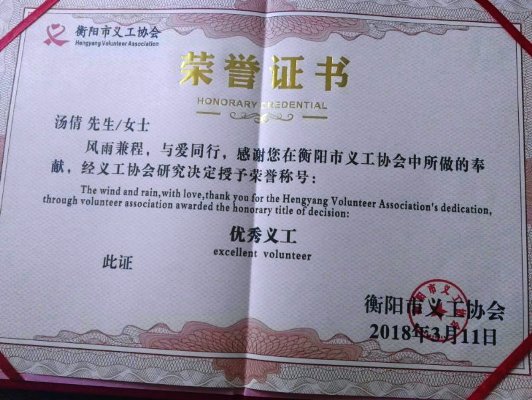 衡阳市义工协会
Hengyang Volunteer Association
荣誉证书
HONORARY CREDENTIAL
汤倩 先生/女士
风雨兼程，与爱同行，感谢您在衡阳市义工协会中所做的奉
献，经义工协会研究决定授予荣誉称号：
The wind and rain,with love,thank you for the Hengyang Volunteer Association's dedication,
through volunteer association awarded the honorary title of decision:
优秀义工
excellent volunteer
此证
衡阳市义工协会
2018年3月11日